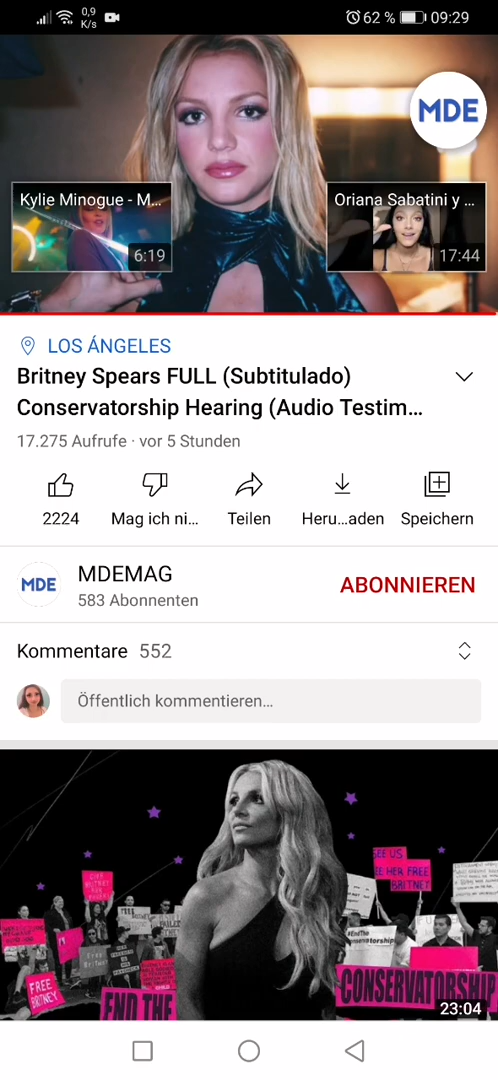 0,9
K/s
62 %
09:29
MDE
Kylie Minogue - M...
6:19
Oriana Sabatini y ...
17:44
LOS ÁNGELES
Britney Spears FULL (Subtitulado)
Conservatorship Hearing (Audio Testim...
17.275 Aufrufe · vor 5 Stunden
2224
Mag ich ni...
Teilen
Heru...aden
Speichern
MDE
MDEMAG
583 Abonnenten
ABONNIEREN
Kommentare 552
Öffentlich kommentieren...
SEE US
HER FREE
BRITNEY
#EndThe
conservatorship
Free
Britney
FREE
BRITNEY
END THE
CONSERVATORSHIP
23:04